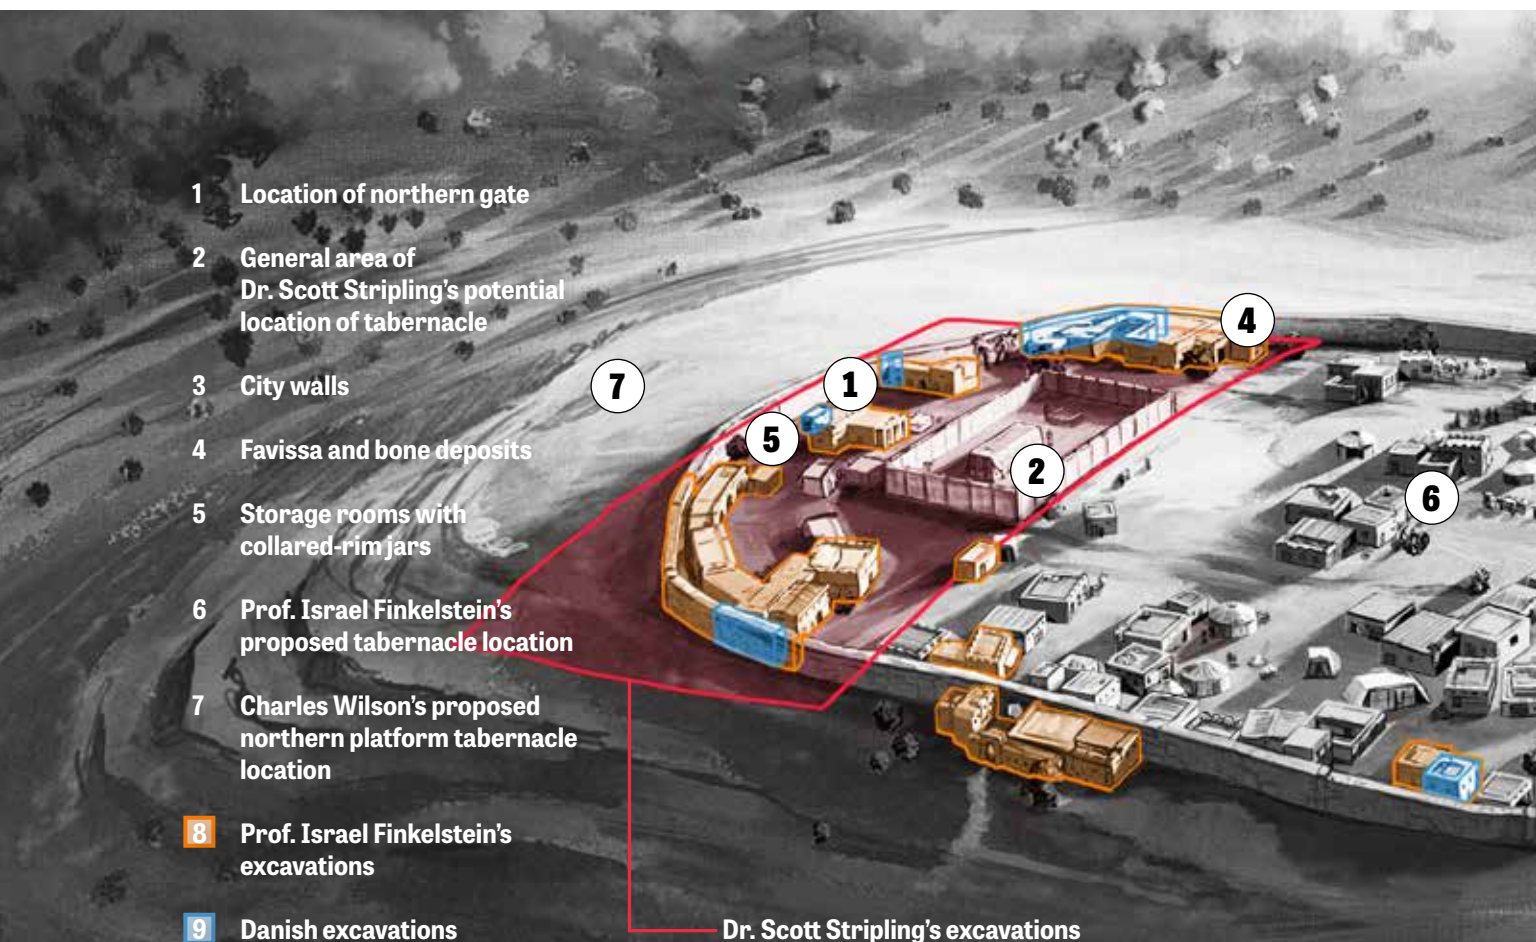 1 Location of northern gate
2 General area of
Dr. Scott Stripling's potential
location of tabernacle
3 City walls
4 Favissa and bone deposits
5 Storage rooms with
collared-rim jars
6 Prof. Israel Finkelstein's
proposed tabernacle location
7 Charles Wilson's proposed
northern platform tabernacle
location
8 Prof. Israel Finkelstein's
excavations
9 Danish excavations
Dr. Scott Stripling's excavations
4
1
7
5
2
6